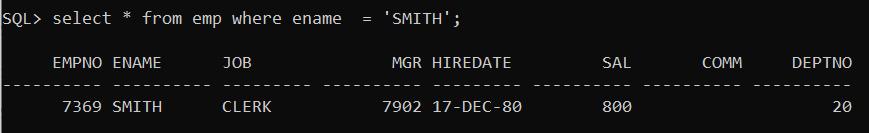 SQL> select * from emp where ename  = 'SMITH';
     EMPNO ENAME      JOB              MGR HIREDATE         SAL       COMM     DEPTNO
---------- ---------- --------- ---------- --------- ---------- ---------- ----------
      7369 SMITH      CLERK           7902 17-DEC-80        800                    20